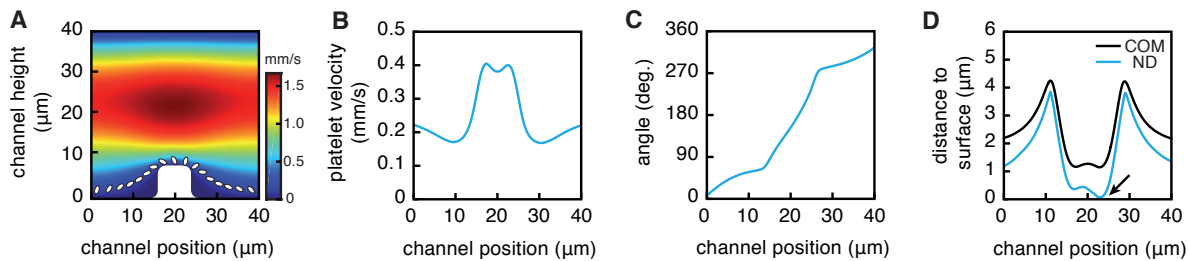 A
channel height
(μm)
40
30
20
10
0
0 10 20 30 40
channel position (μm)
mm/s
1.5
1.0
0.5
0
B
platelet velocity
(mm/s)
0.5
0.4
0.3
0.2
0.1
0
0 10 20 30 40
channel position (μm)
C
angle (deg.)
360
270
180
90
0
0 10 20 30 40
channel position (μm)
D
distance to
surface (μm)
6
5
4
3
2
1
0
COM
ND
0 10 20 30 40
channel position (μm)